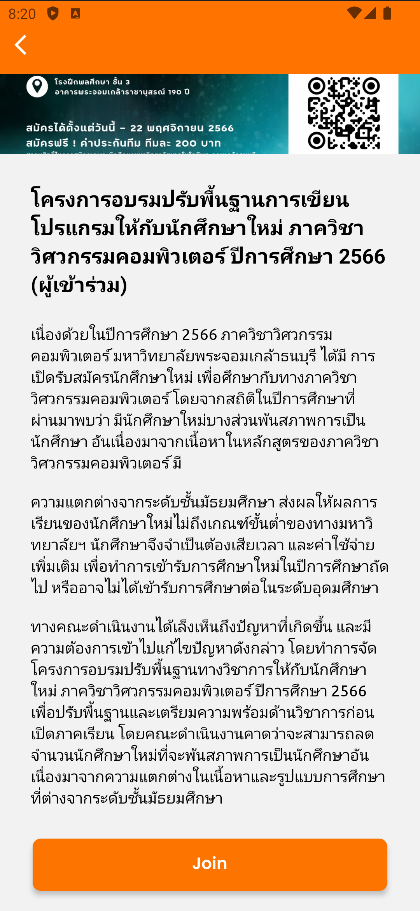 8:20
โรงฝึกพลศึกษา ชั้น 3
อาคารพระจอมเกล้าราชานุสรณ์ 190 ปี
สมัครได้ตั้งแต่วันนี้ - 22 พฤศจิกายน 2566
สมัครฟรี ! ค่าประกันทีม ทีมละ 200 บาท
โครงการอบรมปรับพื้นฐานการเขียน
โปรแกรมให้กับนักศึกษาใหม่ ภาควิชา
วิศวกรรมคอมพิวเตอร์ ปีการศึกษา 2566
(ผู้เข้าร่วม)
เนื่องด้วยในปีการศึกษา 2566 ภาควิชาวิศวกรรม
คอมพิวเตอร์ มหาวิทยาลัยพระจอมเกล้าธนบุรี ได้มี การ
เปิดรับสมัครนักศึกษาใหม่ เพื่อศึกษากับทางภาควิชา
วิศวกรรมคอมพิวเตอร์ โดยจากสถิติในปีการศึกษาที่
ผ่านมาพบว่า มีนักศึกษาใหม่บางส่วนพ้นสภาพการเป็น
นักศึกษา อันเนื่องมาจากเนื้อหาในหลักสูตรของภาควิชา
วิศวกรรมคอมพิวเตอร์ มี
ความแตกต่างจากระดับชั้นมัธยมศึกษา ส่งผลให้ผลการ
เรียนของนักศึกษาใหม่ไม่ถึงเกณฑ์ขั้นต่ำของทางมหาวิ
ทยาลัยฯ นักศึกษาจึงจำเป็นต้องเสียเวลา และค่าใช้จ่าย
เพิ่มเติม เพื่อทำการเข้ารับการศึกษาใหม่ในปีการศึกษาถัด
ไป หรืออาจไม่ได้เข้ารับการศึกษาต่อในระดับอุดมศึกษา
ทางคณะดำเนินงานได้เล็งเห็นถึงปัญหาที่เกิดขึ้น และมี
ความต้องการเข้าไปแก้ไขปัญหาดังกล่าว โดยทำการจัด
โครงการอบรมปรับพื้นฐานทางวิชาการให้กับนักศึกษา
ใหม่ ภาควิชาวิศวกรรมคอมพิวเตอร์ ปีการศึกษา 2566
เพื่อปรับพื้นฐานและเตรียมความพร้อมด้านวิชาการก่อน
เปิดภาคเรียน โดยคณะดำเนินงานคาดว่าจะสามารถลด
จำนวนนักศึกษาใหม่ที่จะพ้นสภาพการเป็นนักศึกษาอัน
เนื่องมาจากความแตกต่างในเนื้อหาและรูปแบบการศึกษา
ที่ต่างจากระดับชั้นมัธยมศึกษา
Join